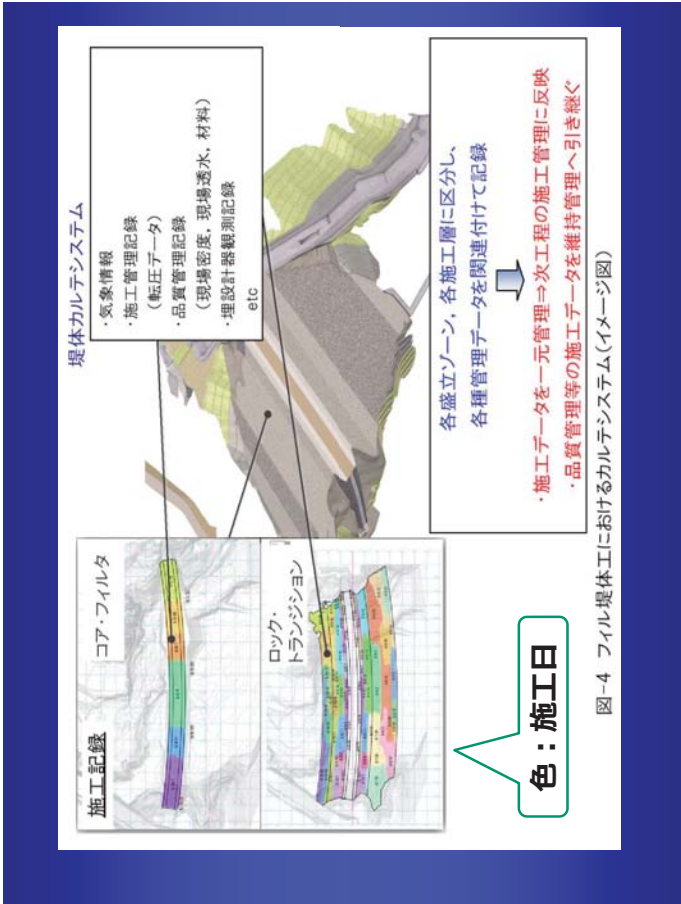 堤体カルテシステム
・気象情報
・施工管理記録
(転圧データ)
・品質管理記録
(現場密度, 現場透水, 材料)
・埋設計器観測記録
etc
施工記録
コア・フィルタ
ロック・
トランジション
各盛立ゾーン, 各施工層に区分し、
各種管理データを関連付けて記録
・施工データを一元管理⇒次工程の施工管理に反映
・品質管理等の施工データを維持管理へ引き継ぐ
色：施工日
図-4 フィル堤体工におけるカルテシステム(イメージ図)